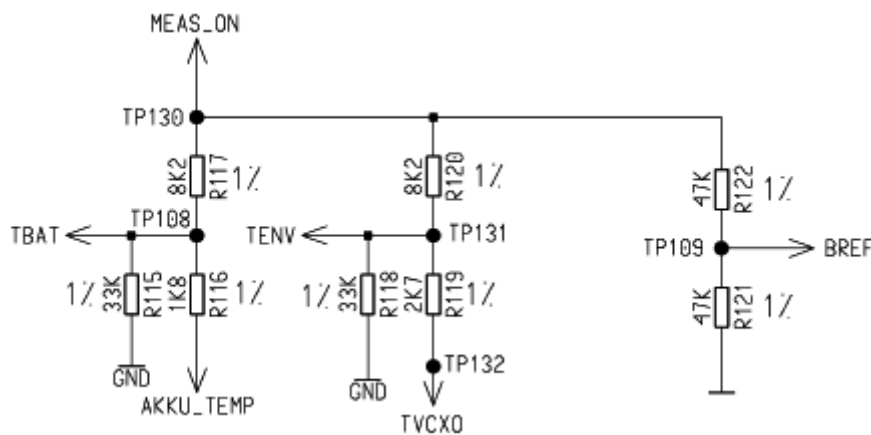 MEAS_ON
TP130
8K2
R117
1%
8K2
R120
1%
47K
R122
1%
TP108
TBAT
TENV
TP131
TP109
BREF
1%
33K
R115
1K8
R116
1%
1%
33K
R118
2K7
R119
1%
47K
R121
1%
GND
AKKU_TEMP
GND
TP132
TVCXO